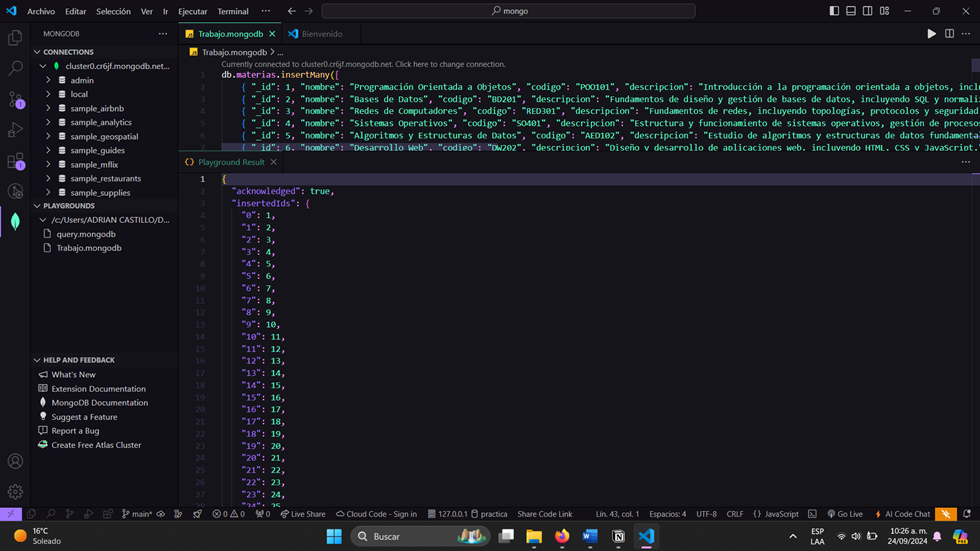 Archivo Editar Selección Ver Ir Ejecutar Terminal ··· mongo
MONGODB ···
CONNECTIONS
cluster0.cr6jf.mongodb.net...
admin
local
sample_airbnb
sample_analytics
sample_geospatial
sample_guides
sample_mflix
sample_restaurants
sample_supplies
PLAYGROUNDS
/c:/Users/ADRIAN CASTILLO/D...
query.mongodb
Trabajo.mongodb
HELP AND FEEDBACK
What's New
Extension Documentation
MongoDB Documentation
Suggest a Feature
Report a Bug
Create Free Atlas Cluster
Trabajo.mongodb Bienvenido
Trabajo.mongodb > ...
Currently connected to cluster0.cr6jf.mongodb.net. Click here to change connection.
1 db.materias.insertMany([
2 { "_id": 1, "nombre": "Programación Orientada a Objetos", "codigo": "POO101", "descripcion": "Introducción a la programación orientada a objetos, incl
3 { "_id": 2, "nombre": "Bases de Datos", "codigo": "BD201", "descripcion": "Fundamentos de diseño y gestión de bases de datos, incluyendo SQL y normali
4 { "_id": 3, "nombre": "Redes de Computadores", "codigo": "RED301", "descripcion": "Fundamentos de redes, incluyendo topologías, protocolos y seguridad
5 { "_id": 4, "nombre": "Sistemas Operativos", "codigo": "SO401", "descripcion": "Estructura y funcionamiento de sistemas operativos, gestión de proceso
6 { "_id": 5, "nombre": "Algoritmos y Estructuras de Datos", "codigo": "AED102", "descripcion": "Estudio de algoritmos y estructuras de datos fundamenta
7 { "_id": 6, "nombre": "Desarrollo Web", "codigo": "DW202", "descripcion": "Diseño y desarrollo de aplicaciones web, incluyendo HTML, CSS y JavaScript."
Playground Result ···
1 {
2 "acknowledged": true,
3 "insertedIds": {
4 "0": 1,
5 "1": 2,
6 "2": 3,
7 "3": 4,
8 "4": 5,
9 "5": 6,
10 "6": 7,
11 "7": 8,
12 "8": 9,
13 "9": 10,
14 "10": 11,
15 "11": 12,
16 "12": 13,
17 "13": 14,
18 "14": 15,
19 "15": 16,
20 "16": 17,
21 "17": 18,
22 "18": 19,
23 "19": 20,
24 "20": 21,
25 "21": 22,
26 "22": 23,
27 "23": 24,
28 "24": 25,
main* 0 0 0 Live Share Cloud Code - Sign in 127.0.0.1 practica Share Code Link Lín. 43, col. 1 Espacios: 4 UTF-8 CRLF {} JavaScript Go Live AI Code Chat
16°C
Soleado
Buscar
ESP
LAA
10:26 a. m.
24/09/2024